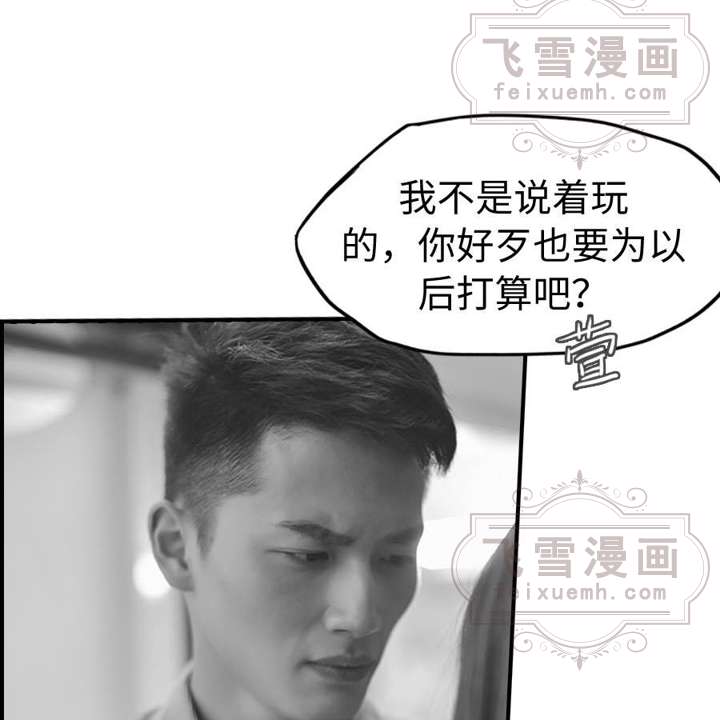 飞雪漫画
feixuemh.com
我不是说着玩
的，你好歹也要为以
后打算吧？
萱
飞雪漫画
feixuemh.com